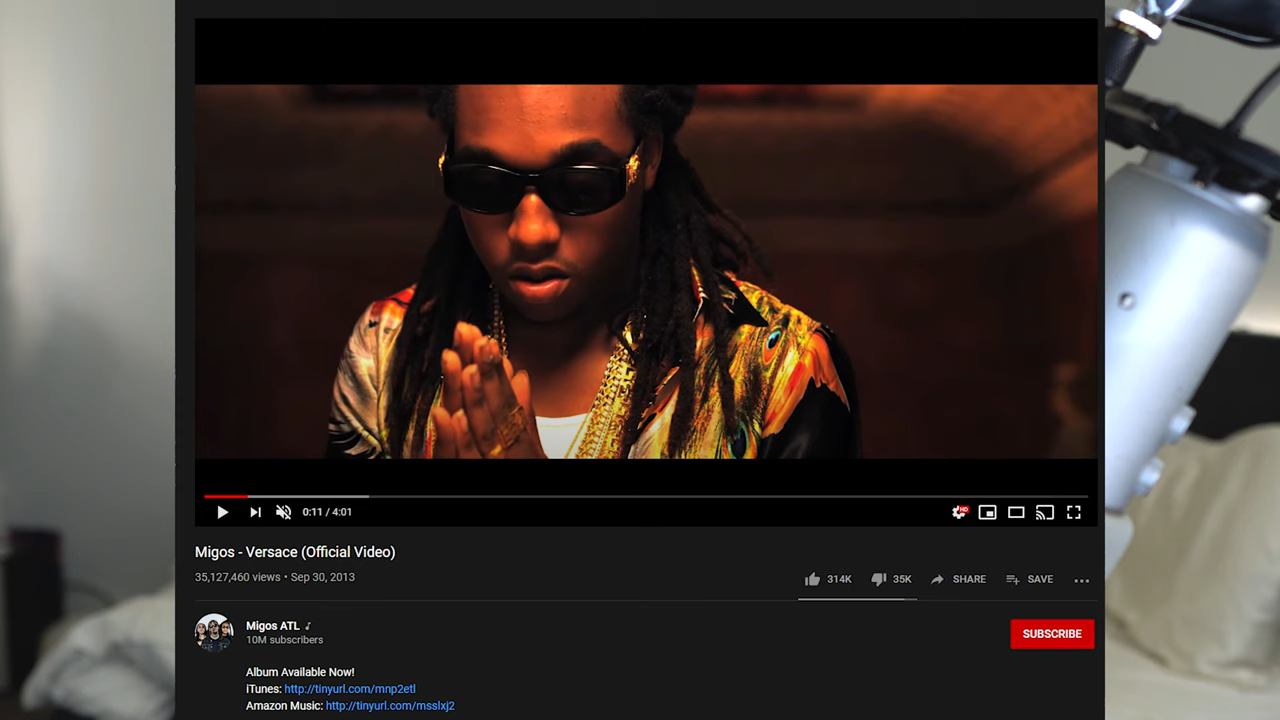 0:11 / 4:01
HD
Migos - Versace (Official Video)
35,127,460 views • Sep 30, 2013
314K 35K SHARE SAVE
Migos ATL
10M subscribers
SUBSCRIBE
Album Available Now!
iTunes: http://tinyurl.com/mnp2etl
Amazon Music: http://tinyurl.com/msslxj2